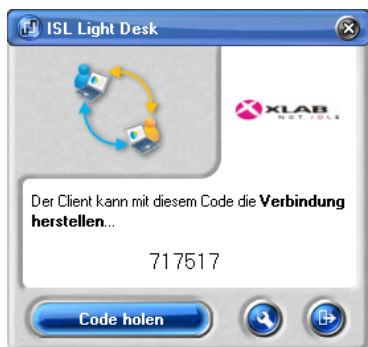 ISL Light Desk
XLAB
NOT IDLE
Der Client kann mit diesem Code die Verbindung
herstellen...
717517
Code holen